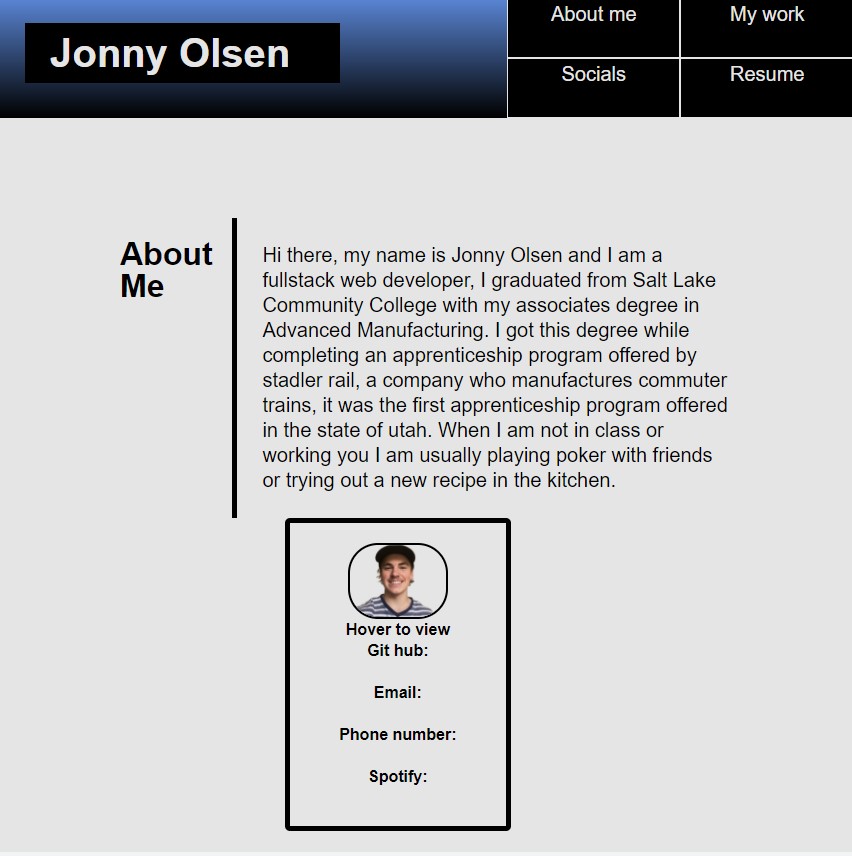 Jonny Olsen
About me
My work
Socials
Resume
About
Me
Hi there, my name is Jonny Olsen and I am a
fullstack web developer, I graduated from Salt Lake
Community College with my associates degree in
Advanced Manufacturing. I got this degree while
completing an apprenticeship program offered by
stadler rail, a company who manufactures commuter
trains, it was the first apprenticeship program offered
in the state of utah. When I am not in class or
working you I am usually playing poker with friends
or trying out a new recipe in the kitchen.
Hover to view
Git hub:
Email:
Phone number:
Spotify: